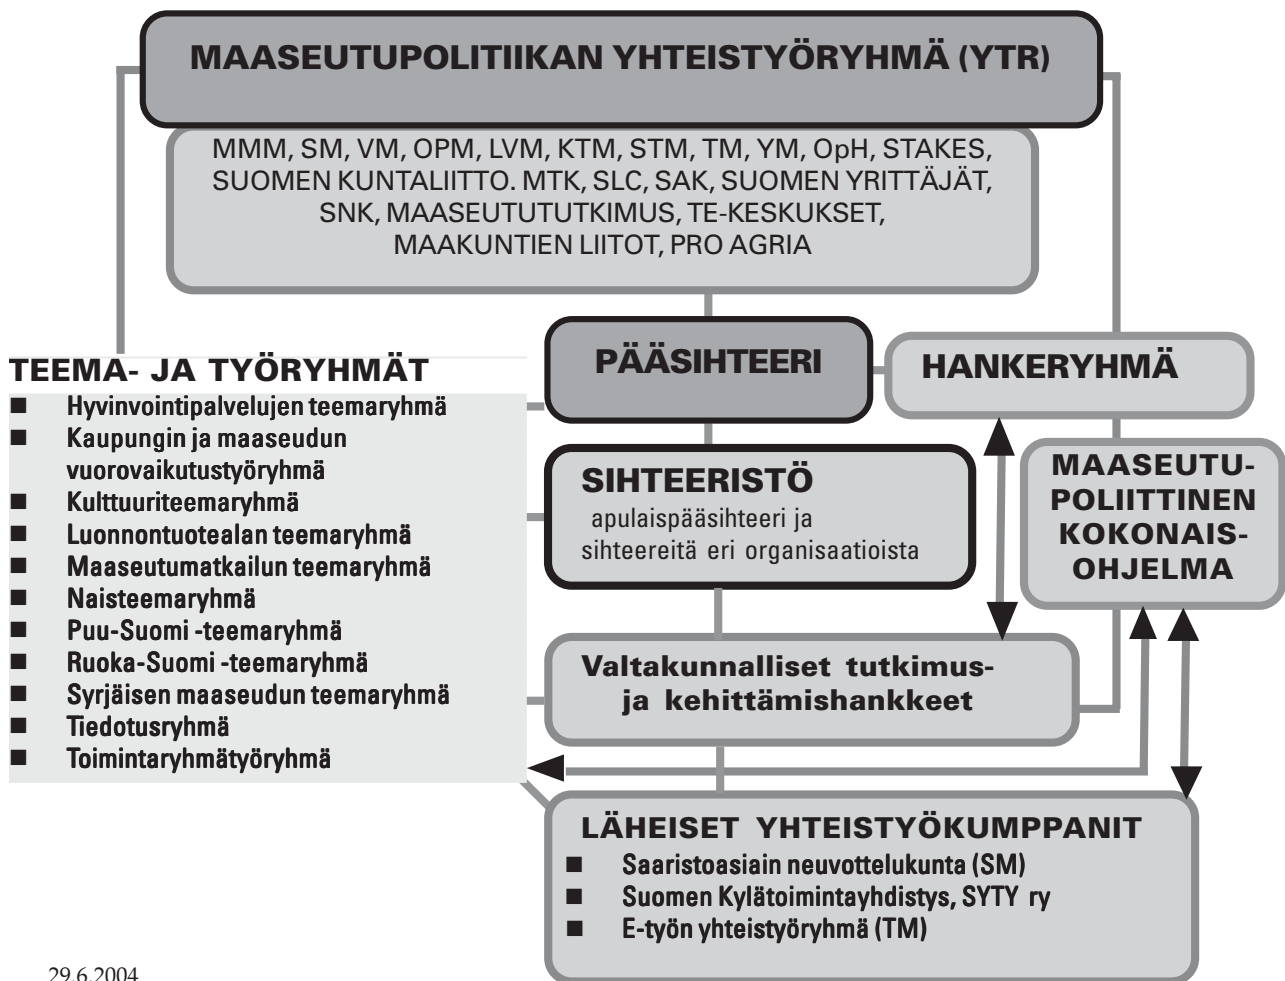 MAASEUTUPOLITIIKAN YHTEISTYÖRYHMÄ (YTR)
MMM, SM, VM, OPM, LVM, KTM, STM, TM, YM, OpH, STAKES,
SUOMEN KUNTALIITTO. MTK, SLC, SAK, SUOMEN YRITTÄJÄT,
SNK, MAASEUTUTUTKIMUS, TE-KESKUKSET,
MAAKUNTIEN LIITOT, PRO AGRIA
TEEMA- JA TYÖRYHMÄT
■ Hyvinvointipalvelujen teemaryhmä
■ Kaupungin ja maaseudun
vuorovaikutustyöryhmä
■ Kulttuuriteemaryhmä
■ Luonnontuotealan teemaryhmä
■ Maaseutumatkailun teemaryhmä
■ Naisteemaryhmä
■ Puu-Suomi -teemaryhmä
■ Ruoka-Suomi -teemaryhmä
■ Syrjäisen maaseudun teemaryhmä
■ Tiedotusryhmä
■ Toimintaryhmätyöryhmä
PÄÄSIHTEERI
HANKERYHMÄ
SIHTEERISTÖ
apulaispääsihteeri ja
sihteereitä eri organisaatioista
MAASEUTU-
POLIITTINEN
KOKONAIS-
OHJELMA
Valtakunnalliset tutkimus-
ja kehittämishankkeet
LÄHEISET YHTEISTYÖKUMPPANIT
■ Saaristoasiain neuvottelukunta (SM)
■ Suomen Kylätoimintayhdistys, SYTY ry
■ E-työn yhteistyöryhmä (TM)
29.6.2004